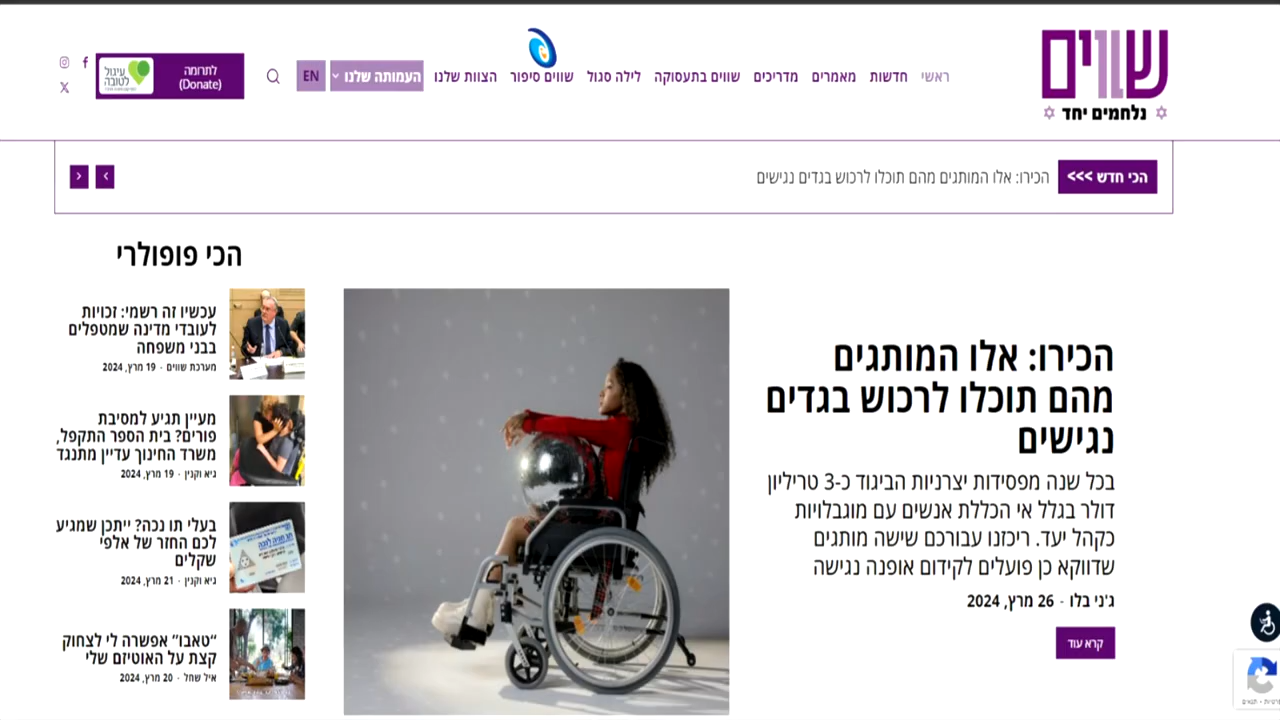 שווים
נלחמים יחד
ראשי
חדשות
מאמרים
מדריכים
שווים בתעסוקה
לילה סגול
שווים סיפור
הצוות שלנו
העמותה שלנו
EN
לתרומה
(Donate)
עיגול
לטובה
הכי חדש >>>
הכירו: אלו המותגים מהם תוכלו לרכוש בגדים נגישים
הכירו: אלו המותגים
מהם תוכלו לרכוש בגדים
נגישים
בכל שנה מפסידות יצרניות הביגוד כ-3 טריליון
דולר בגלל אי הכללת אנשים עם מוגבלויות
כקהל יעד. ריכזנו עבורכם שישה מותגים
שדווקא כן פועלים לקידום אופנה נגישה
ג'ני בלו - 26 מרץ, 2024
קרא עוד
הכי פופולרי
עכשיו זה רשמי: זכויות
לעובדי מדינה שמטפלים
בבני משפחה
מערכת שווים - 19 מרץ, 2024
מעיין תגיע למסיבת
פורים? בית הספר התקפל,
משרד החינוך עדיין מתנגד
גיא וקנין - 19 מרץ, 2024
בעלי תו נכה? ייתכן שמגיע
לכם החזר של אלפי
שקלים
גיא וקנין - 21 מרץ, 2024
"טאבו" אפשרה לי לצחוק
קצת על האוטיזם שלי
איל שחל - 20 מרץ, 2024